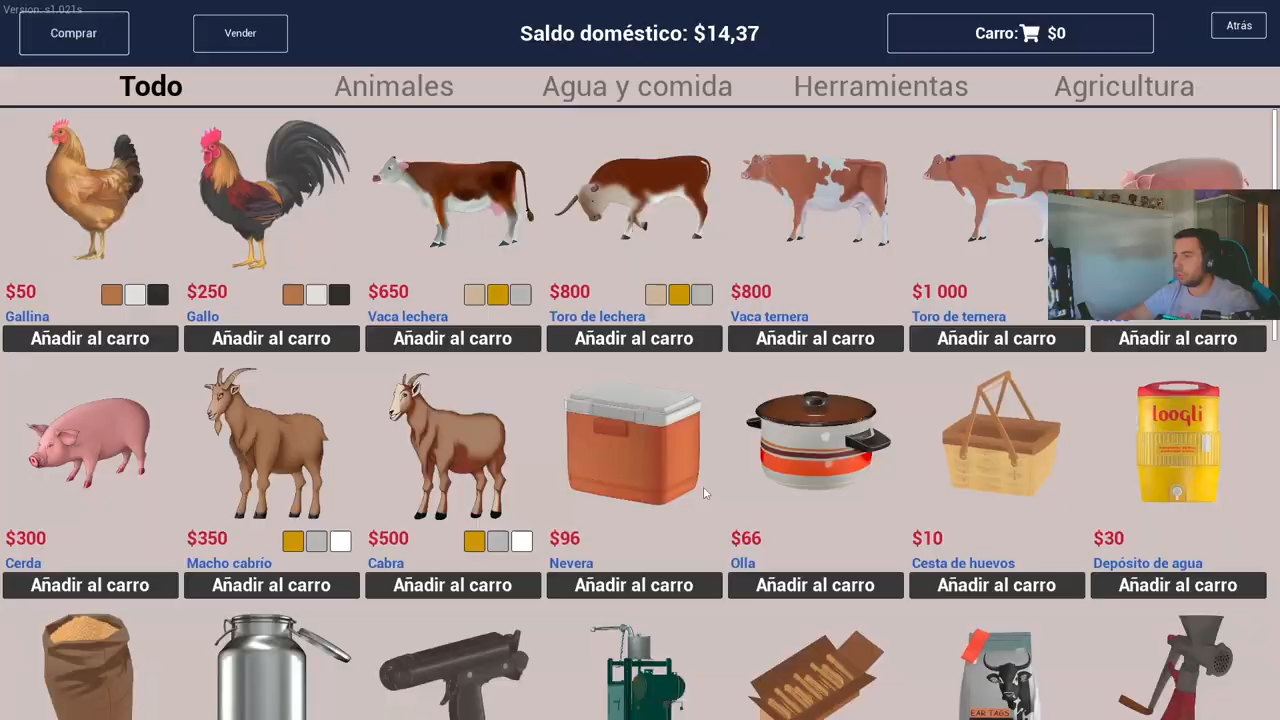 Version: s1.021s
Comprar
Vender
Saldo doméstico: $14,37
Carro: $0
Atrás
Todo
Animales
Agua y comida
Herramientas
Agricultura
$50
$250
$650
$800
$800
$1 000
Gallina
Gallo
Vaca lechera
Toro de lechera
Vaca ternera
Toro de ternera
Añadir al carro
Añadir al carro
Añadir al carro
Añadir al carro
Añadir al carro
Añadir al carro
Añadir al carro
loogli
$300
$350
$500
$96
$66
$10
$30
Cerda
Macho cabrío
Cabra
Nevera
Olla
Cesta de huevos
Depósito de agua
Añadir al carro
Añadir al carro
Añadir al carro
Añadir al carro
Añadir al carro
Añadir al carro
Añadir al carro
EAR TAGS